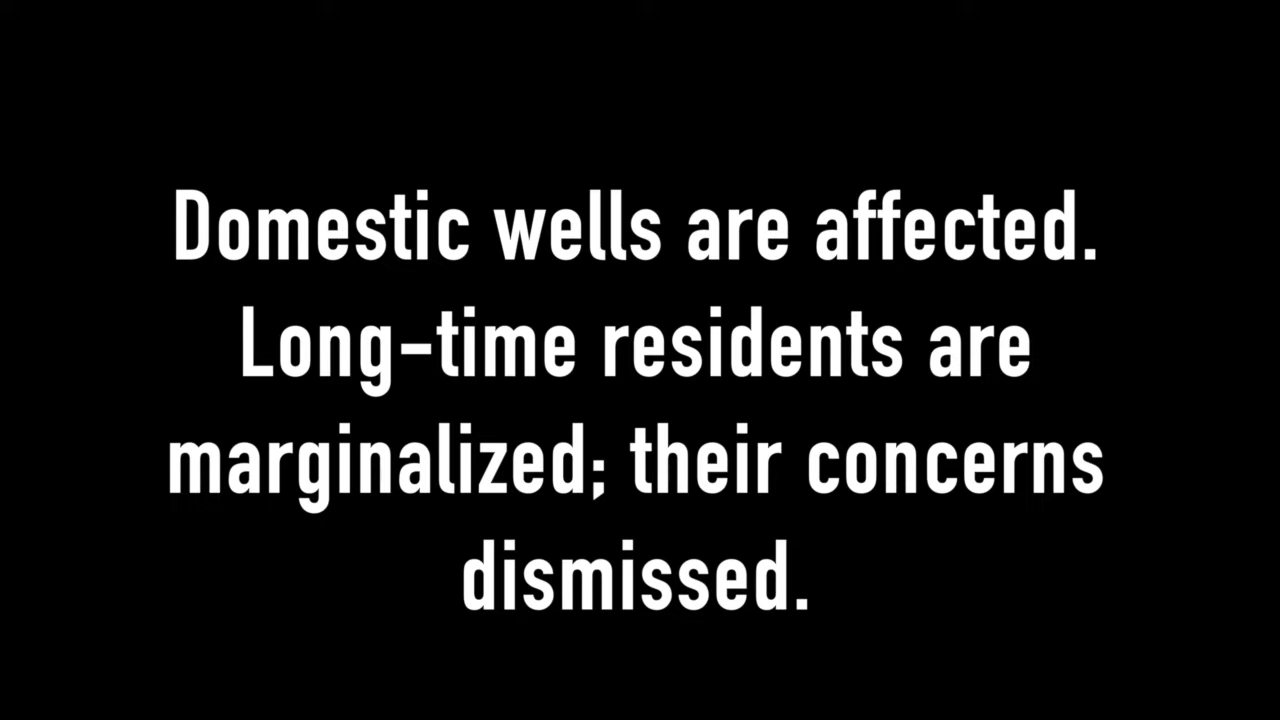 Domestic wells are affected.
Long-time residents are
marginalized; their concerns
dismissed.